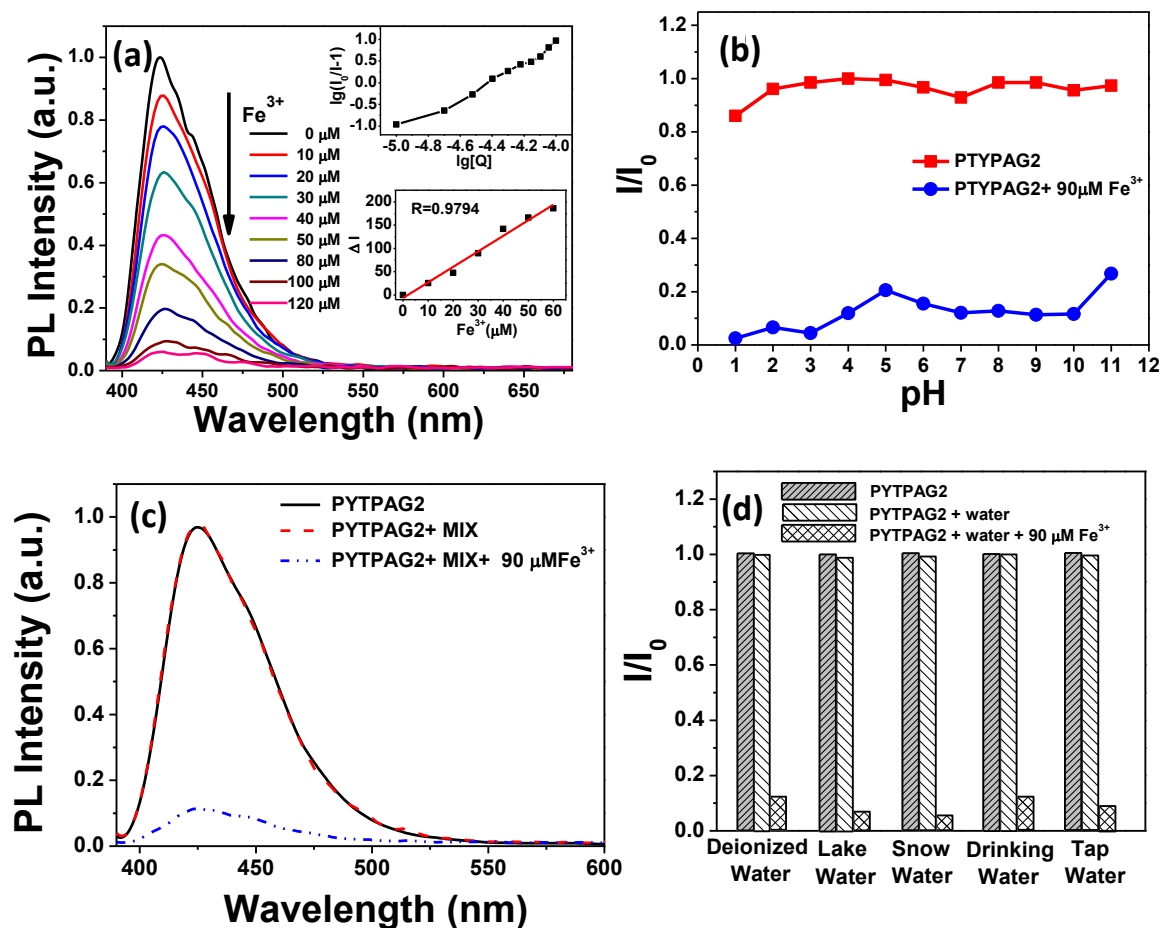 (a)
PL Intensity (a.u.)
1.0
0.8
0.6
0.4
0.2
0.0
400
450
500
550
600
650
Wavelength (nm)
Fe³⁺
0 μM
10 μM
20 μM
30 μM
40 μM
50 μM
80 μM
100 μM
120 μM
lg(I₀/I-1)
1.0
0.5
0.0
-0.5
-1.0
-5.0
-4.8
-4.6
-4.4
-4.2
-4.0
lg[Q]
R=0.9794
Δ I
200
150
100
50
0
0
10
20
30
40
50
60
Fe³⁺(μM)
(b)
I/I₀
1.2
1.0
0.8
0.6
0.4
0.2
0.0
PTYPAG2
PTYPAG2+ 90μM Fe³⁺
0
1
2
3
4
5
6
7
8
9
10
11
12
pH
(c)
PL Intensity (a.u.)
1.0
0.8
0.6
0.4
0.2
0.0
PYTPAG2
PYTPAG2+ MIX
PYTPAG2+ MIX+ 90 μMFe³⁺
400
450
500
550
600
Wavelength (nm)
(d)
I/I₀
1.2
1.0
0.8
0.6
0.4
0.2
0.0
PYTPAG2
PYTPAG2 + water
PYTPAG2 + water + 90 μM Fe³⁺
Deionized
Water
Lake
Water
Snow
Water
Drinking
Water
Tap
Water